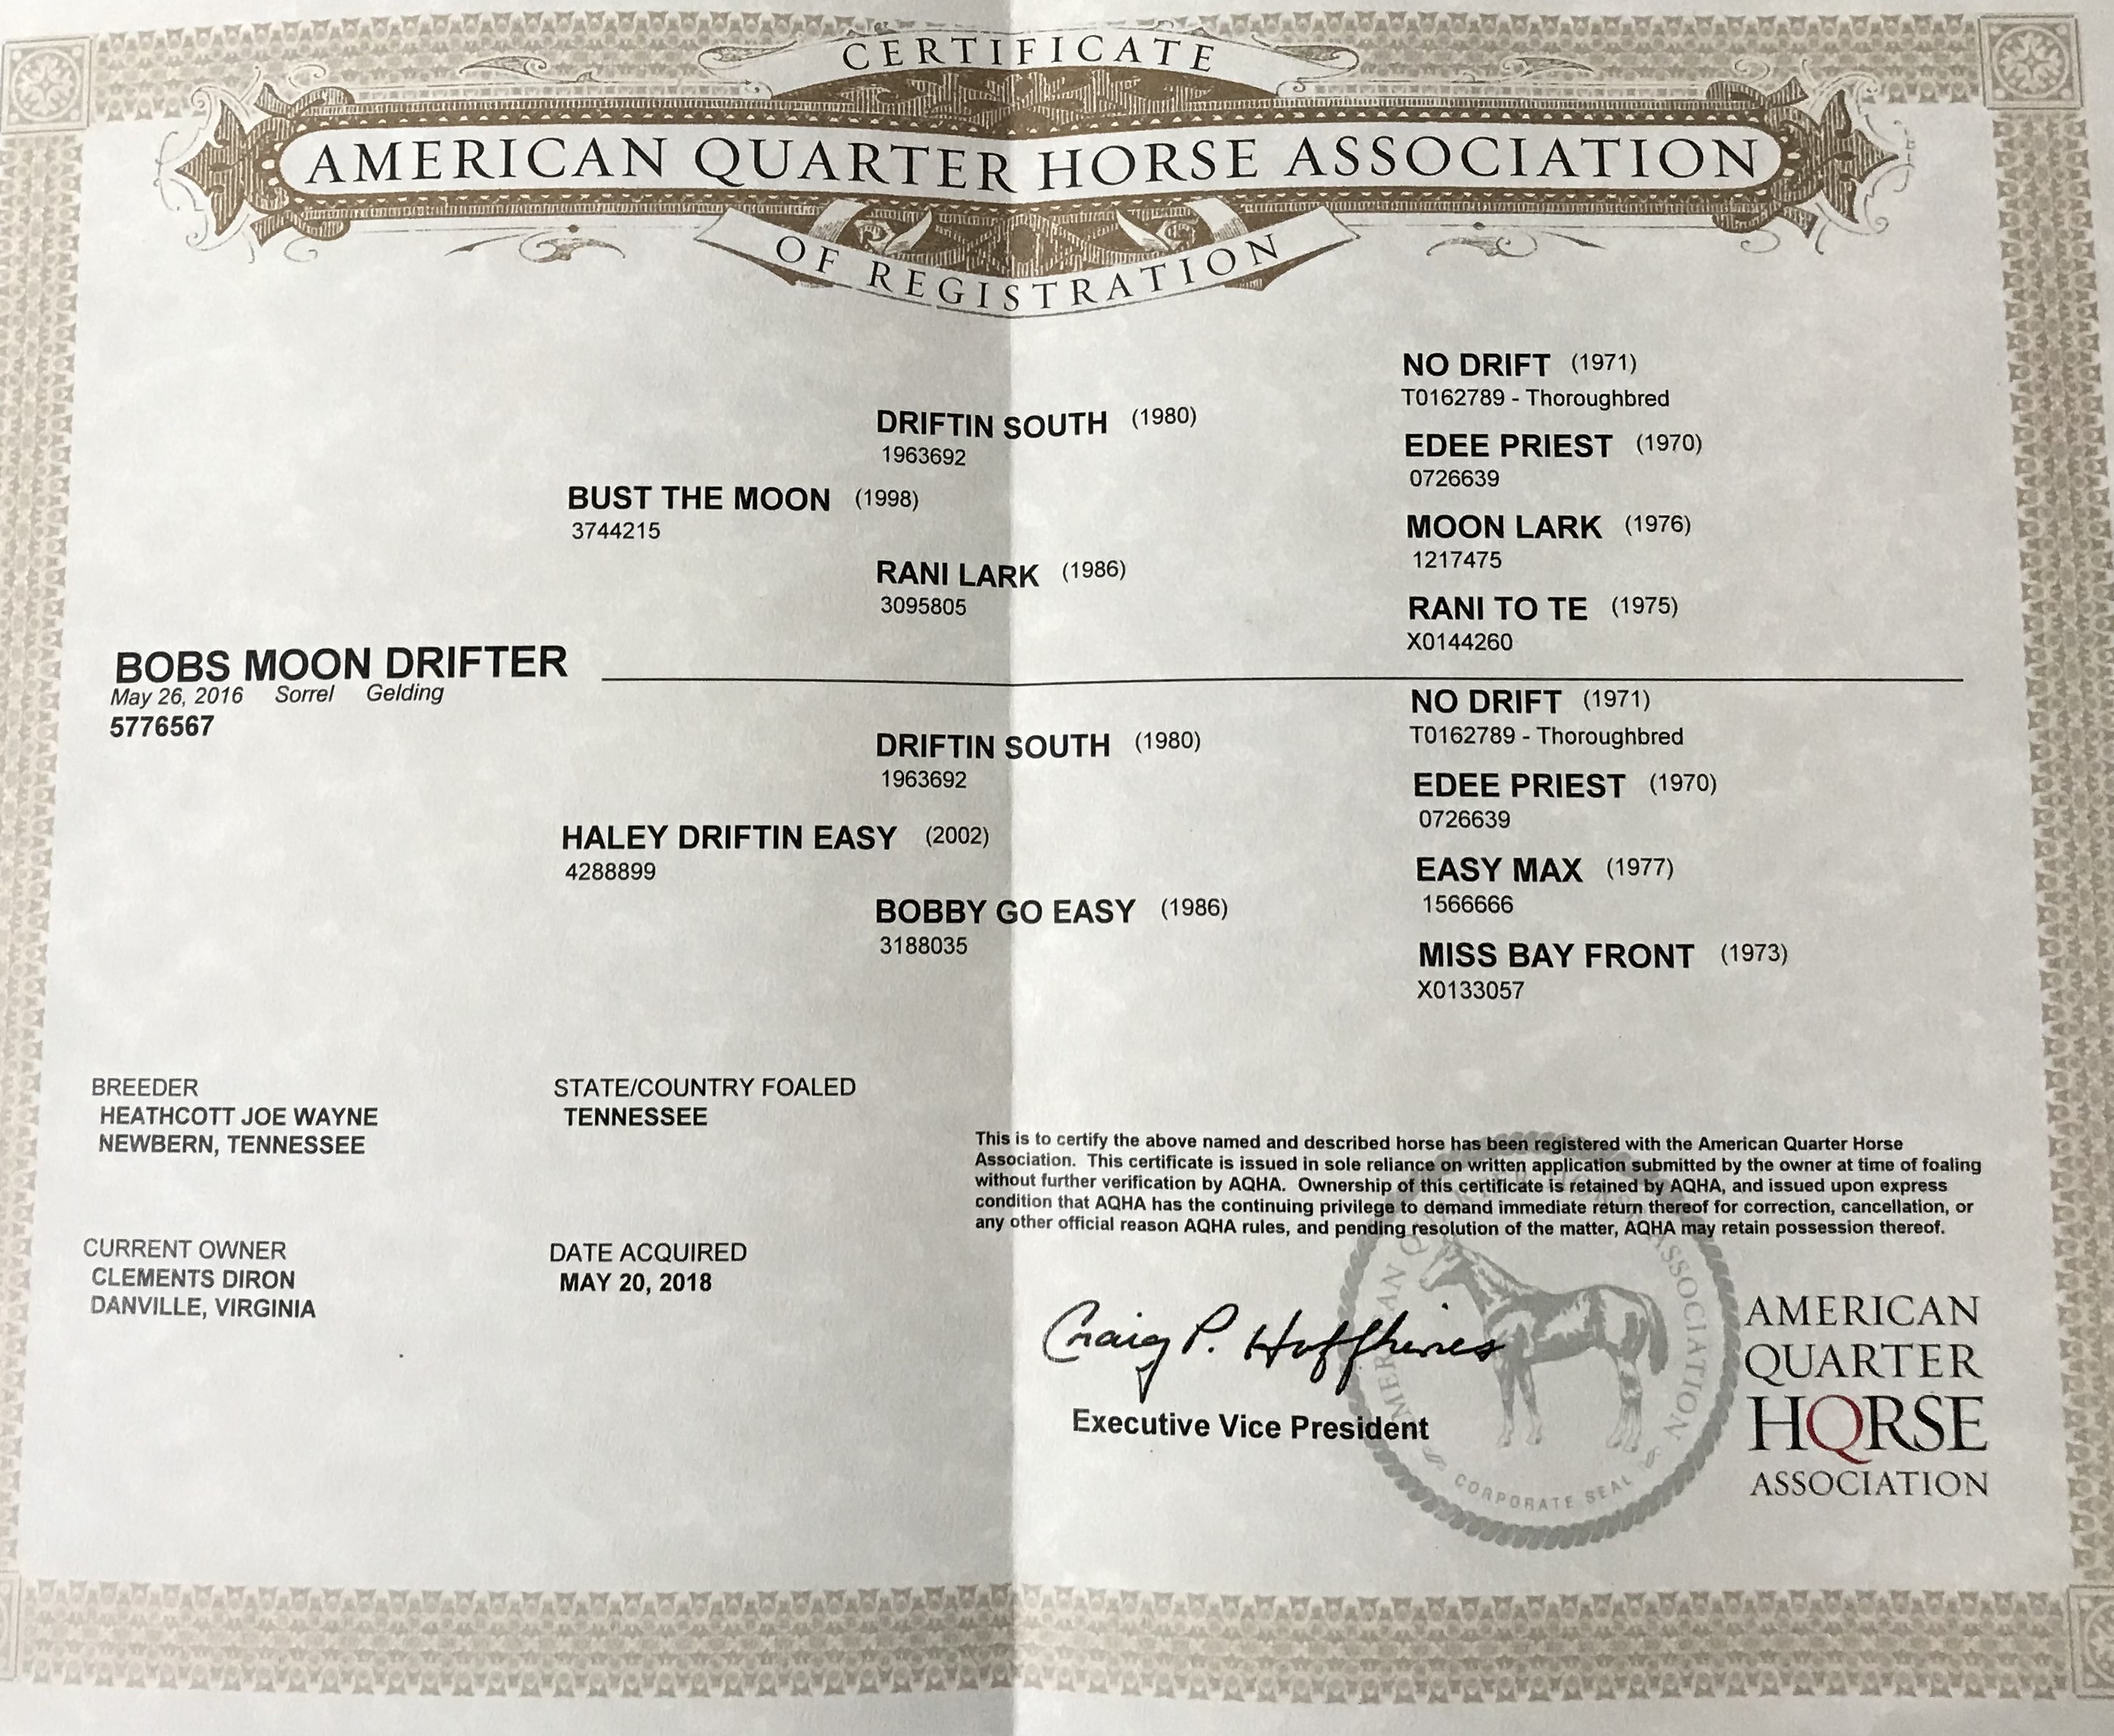 CERTIFICATE
AMERICAN QUARTER HORSE ASSOCIATION
OF REGISTRATION
NO DRIFT (1971)
T0162789 - Thoroughbred
DRIFTIN SOUTH (1980)
1963692
EDEE PRIEST (1970)
0726639
BUST THE MOON (1998)
3744215
MOON LARK (1976)
1217475
RANI LARK (1986)
3095805
RANI TO TE (1975)
X0144260
BOBS MOON DRIFTER
May 26, 2016 Sorrel Gelding
5776567
NO DRIFT (1971)
T0162789 - Thoroughbred
DRIFTIN SOUTH (1980)
1963692
EDEE PRIEST (1970)
0726639
HALEY DRIFTIN EASY (2002)
4288899
EASY MAX (1977)
1566666
BOBBY GO EASY (1986)
3188035
MISS BAY FRONT (1973)
X0133057
BREEDER
HEATHCOTT JOE WAYNE
NEWBERN, TENNESSEE
STATE/COUNTRY FOALED
TENNESSEE
CURRENT OWNER
CLEMENTS DIRON
DANVILLE, VIRGINIA
DATE ACQUIRED
MAY 20, 2018
This is to certify the above named and described horse has been registered with the American Quarter Horse
Association. This certificate is issued in sole reliance on written application submitted by the owner at time of foaling
without further verification by AQHA. Ownership of this certificate is retained by AQHA, and issued upon express
condition that AQHA has the continuing privilege to demand immediate return thereof for correction, cancellation, or
any other official reason AQHA rules, and pending resolution of the matter, AQHA may retain possession thereof.
Craig P. Huffhines
Executive Vice President
AMERICAN QUARTER HORSE ASSOCIATION
CORPORATE SEAL
AMERICAN
QUARTER
HQRSE
ASSOCIATION